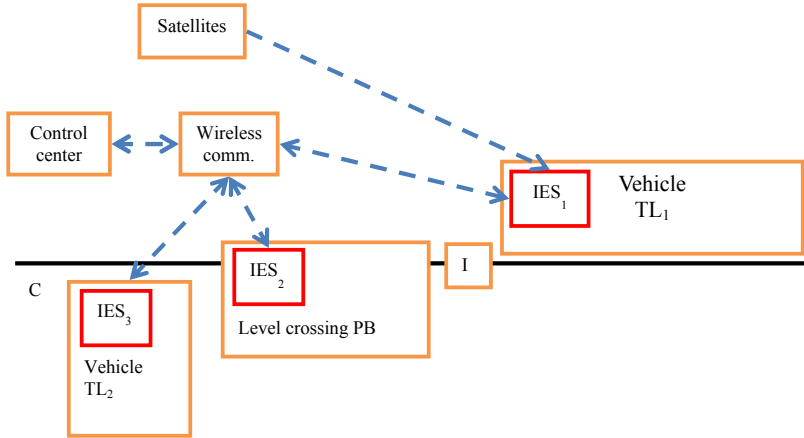 Satellites
Control
center
Wireless
comm.
IES₁
Vehicle
TL₁
IES₂
I
C
IES₃
Level crossing PB
Vehicle
TL₂